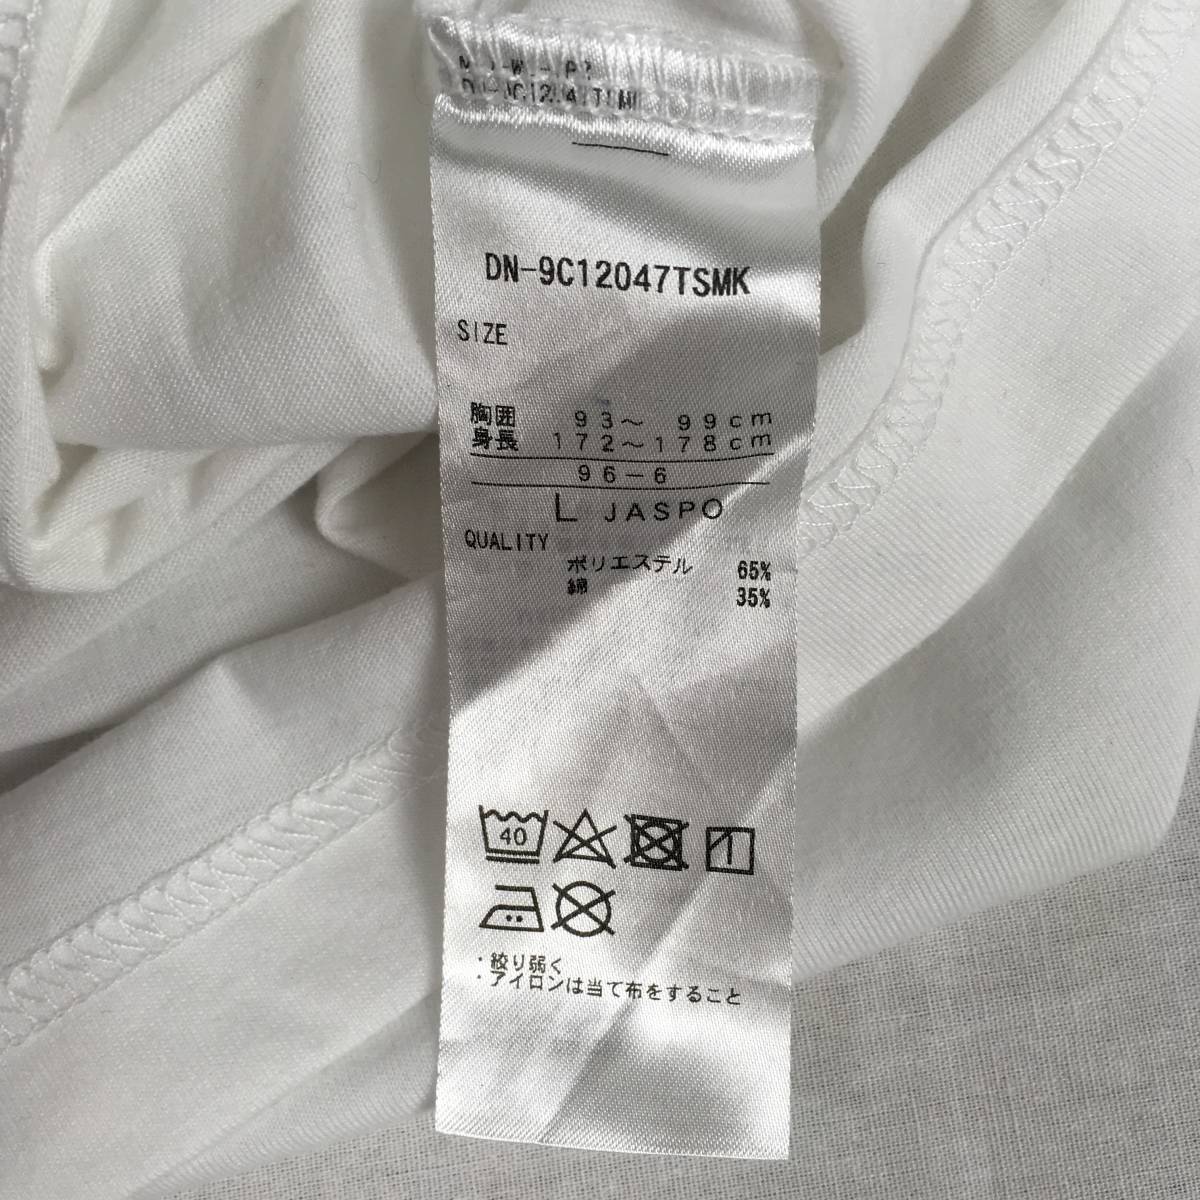 DN-9C12047TSMK
SIZE
胸囲 93～ 99cm
身長 172～178cm
96-6
L JASPO
QUALITY
ポリエステル 65%
綿 35%
40
・絞り弱く
・アイロンは当て布をすること